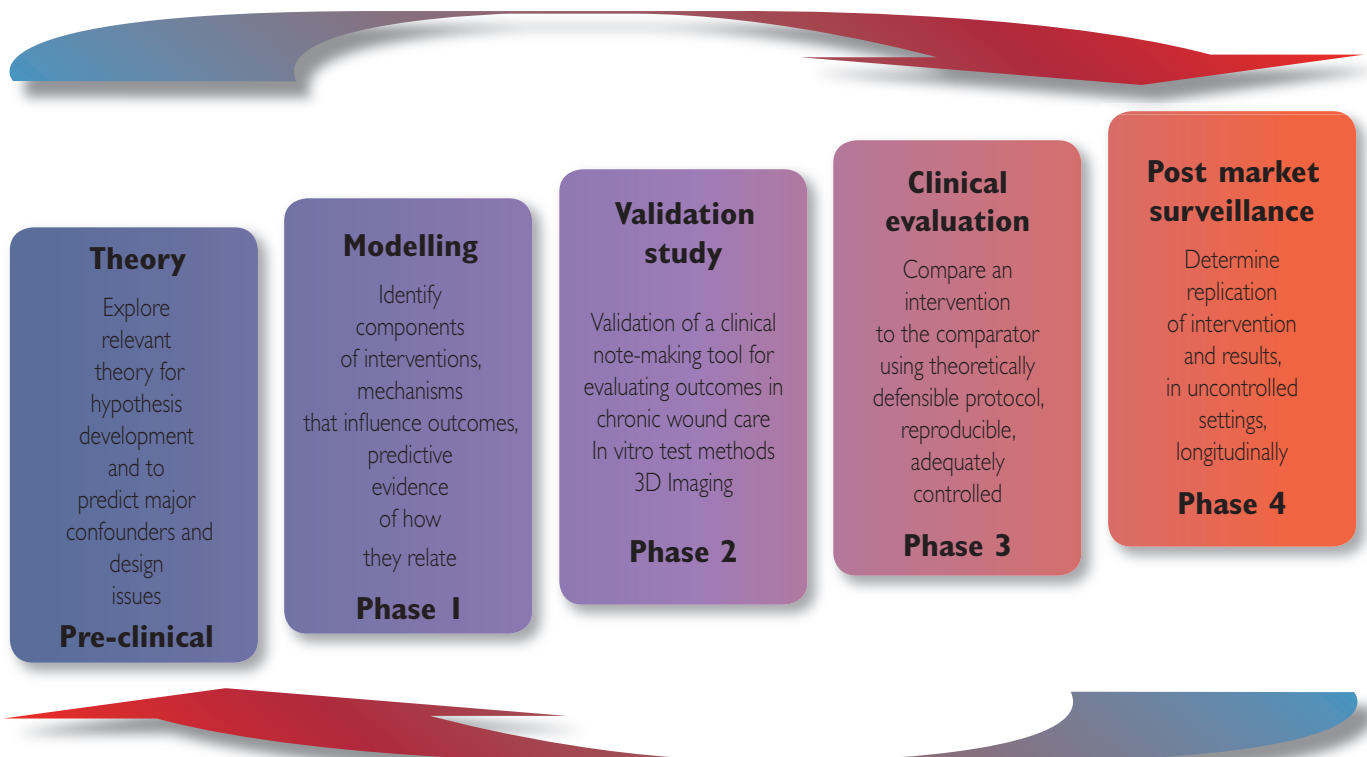 Theory
Explore
relevant
theory for
hypothesis
development
and to
predict major
confounders and
design
issues
Pre-clinical
Modelling
Identify
components
of interventions,
mechanisms
that influence outcomes,
predictive
evidence
of how
they relate
Phase 1
Validation
study
Validation of a clinical
note-making tool for
evaluating outcomes in
chronic wound care
In vitro test methods
3D Imaging
Phase 2
Clinical
evaluation
Compare an
intervention
to the comparator
using theoretically
defensible protocol,
reproducible,
adequately
controlled
Phase 3
Post market
surveillance
Determine
replication
of intervention
and results,
in uncontrolled
settings,
longitudinally
Phase 4